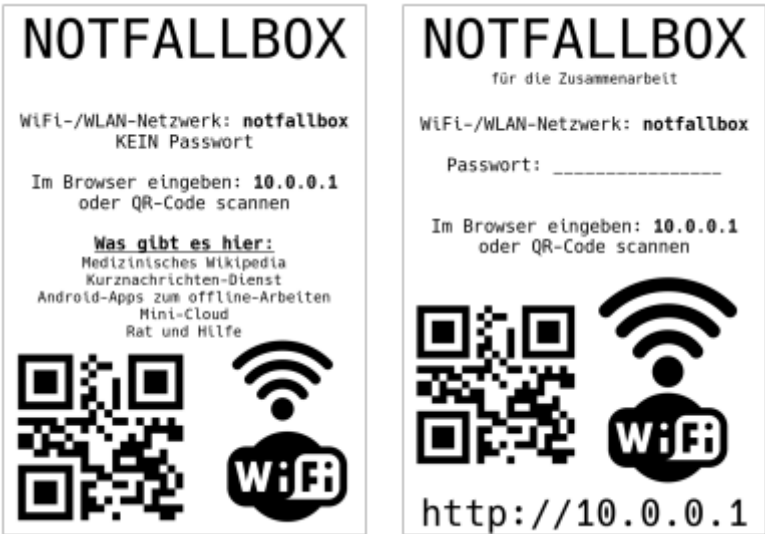 NOTFALLBOX
WiFi-/WLAN-Netzwerk: notfallbox
KEIN Passwort
Im Browser eingeben: 10.0.0.1
oder QR-Code scannen
Was gibt es hier:
Medizinisches Wikipedia
Kurznachrichten-Dienst
Android-Apps zum offline-Arbeiten
Mini-Cloud
Rat und Hilfe
WiFi
NOTFALLBOX
für die Zusammenarbeit
WiFi-/WLAN-Netzwerk: notfallbox
Passwort: ________________
Im Browser eingeben: 10.0.0.1
oder QR-Code scannen
WiFi
http://10.0.0.1